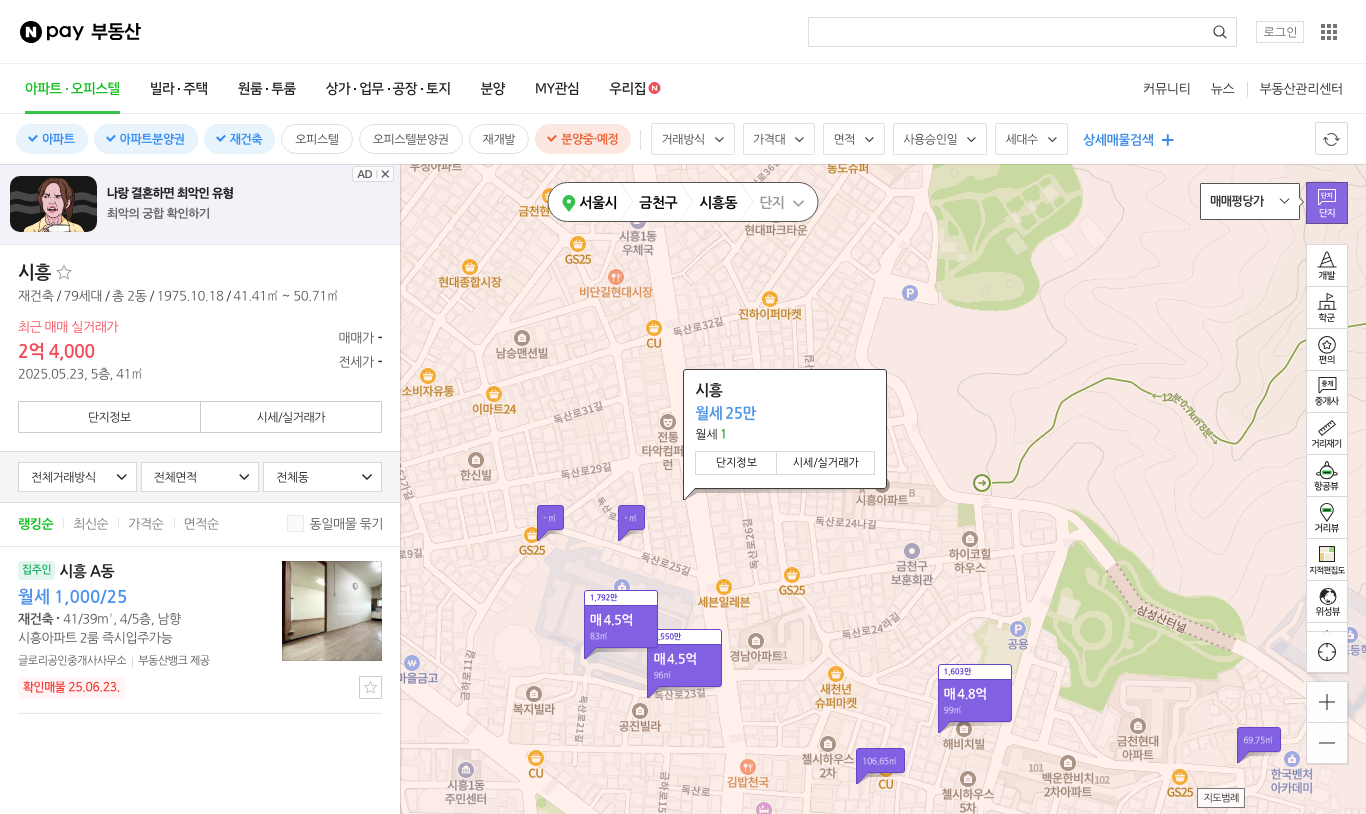 N pay 부동산
로그인
아파트 · 오피스텔
빌라 · 주택
원룸 · 투룸
상가 · 업무 · 공장 · 토지
분양
MY관심
우리집 N
커뮤니티
뉴스
부동산관리센터
아파트
아파트분양권
재건축
오피스텔
오피스텔분양권
재개발
분양중·예정
거래방식
가격대
면적
사용승인일
세대수
상세매물검색 +
AD
나랑 결혼하면 최악인 유형
최악의 궁합 확인하기
시흥
재건축 / 79세대 / 총 2동 / 1975.10.18 / 41.41㎡ ~ 50.71㎡
최근 매매 실거래가
2억 4,000
2025.05.23, 5층, 41㎡
매매가 -
전세가 -
단지정보
시세/실거래가
전체거래방식
전체면적
전체동
랭킹순
최신순
가격순
면적순
동일매물 묶기
집주인 시흥 A동
월세 1,000/25
재건축 · 41/39m², 4/5층, 남향
시흥아파트 2룸 즉시입주가능
글로리공인중개사사무소 | 부동산뱅크 제공
확인매물 25.06.23.
서울시
금천구
시흥동
단지
동도슈퍼
시흥1동
우체국
현대파크타운
GS25
현대종합시장
비단길현대시장
진하이퍼마켓
독산로32길
CU
남승맨션빌
소비자유통
이마트24
독산로31길
전통
타악컴퍼
런
한신빌
독산로29길
시흥
월세 25만
월세 1
단지정보
시세/실거래가
시흥아파트
B
독산로24나길
- ㎡
- ㎡
GS25
독산로25길
독산로26길
금천구
보훈회관
하이코힐
하우스
12분 0.7km 8분
세븐일레븐
GS25
1,792만
매 4.5억
83㎡
,550만
매 4.5억
96㎡
독산로23길
독산로24라길
경남아파트1
공용
삼성산터널
마을금고
금하로11길
복지빌라
독산로21길
공진빌라
새천년
슈퍼마켓
1,603만
매 4.8억
99㎡
해비치빌
금천현대
아파트
69.75㎡
첼시하우스
2차
106.65㎡
CU
CU
시흥1동
주민센터
김밥천국
금하로15
첼시하우스
5차
101
백운한비치102
2차아파트
GS25
한국벤처
아카데미
지도범례
매매평당가
단지
단지
개발
학군
편의
중개
중개사
거리재기
항공뷰
거리뷰
지적편집도
위성뷰